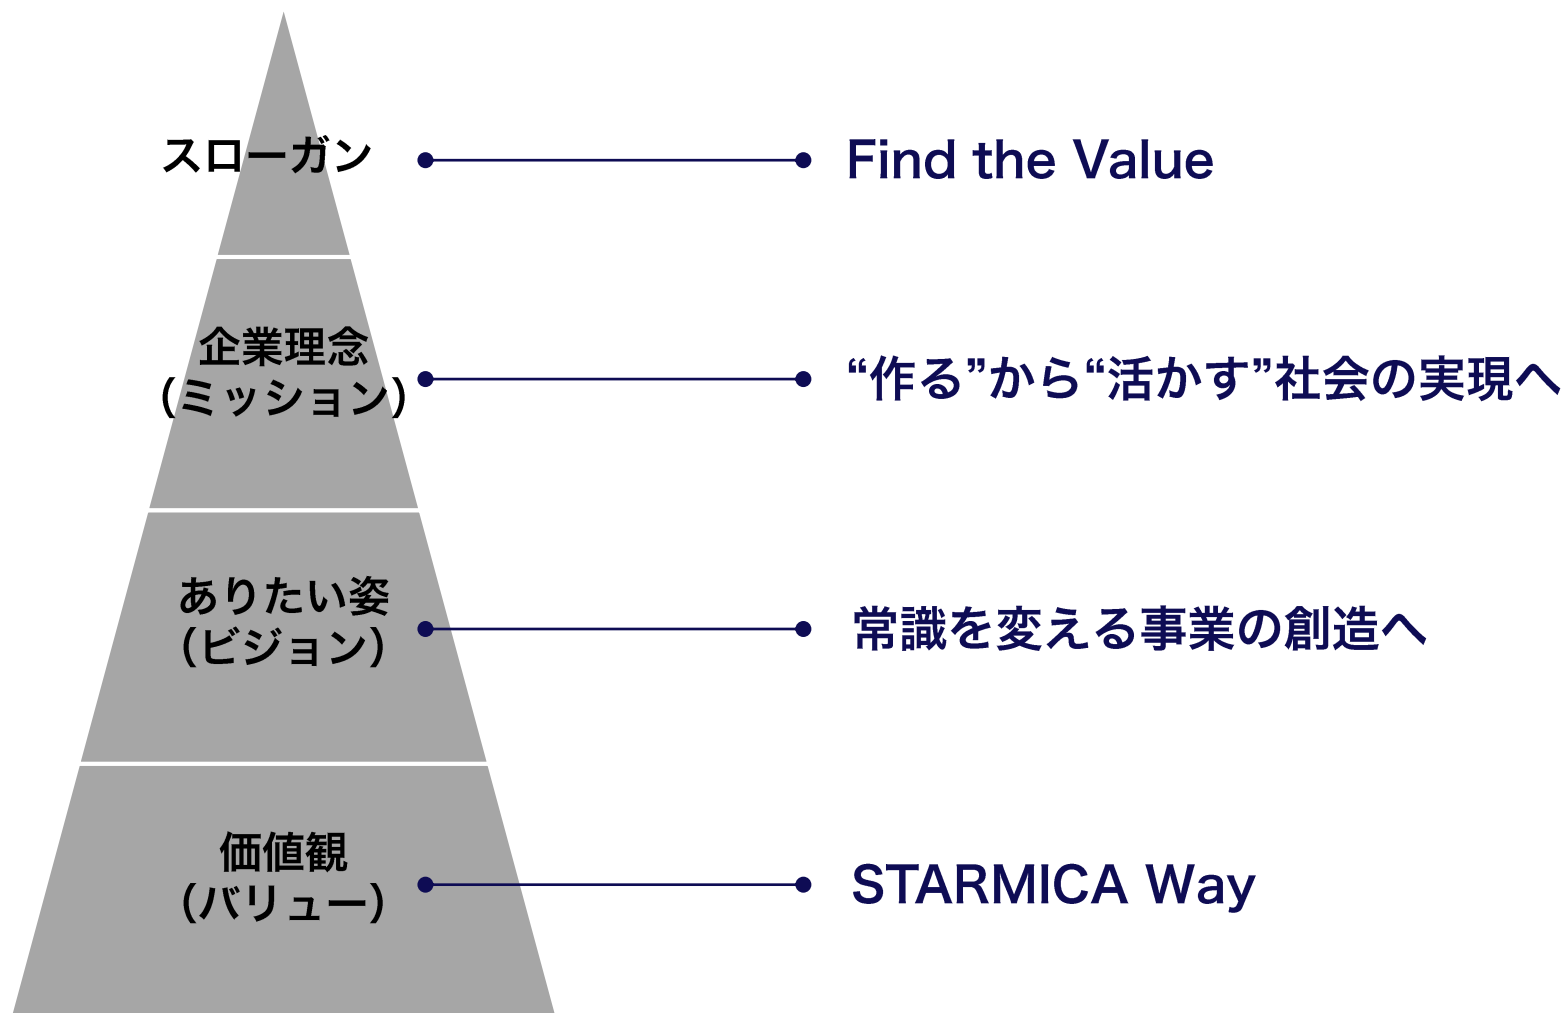 スローガン
Find the Value
企業理念
（ミッション）
“作る”から“活かす”社会の実現へ
ありたい姿
（ビジョン）
常識を変える事業の創造へ
価値観
（バリュー）
STARMICA Way